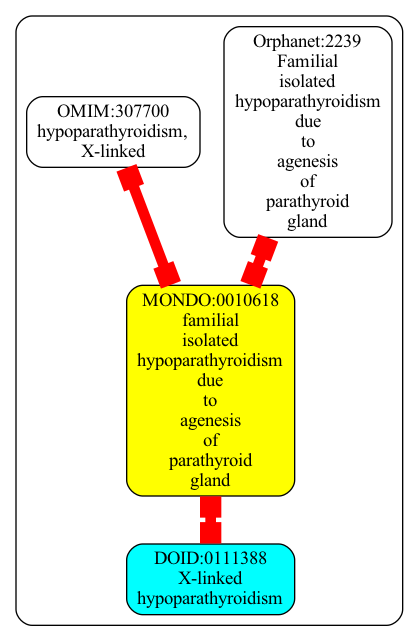 OMIM:307700
hypoparathyroidism,
X-linked
Orphanet:2239
Familial
isolated
hypoparathyroidism
due
to
agenesis
of
parathyroid
gland
MONDO:0010618
familial
isolated
hypoparathyroidism
due
to
agenesis
of
parathyroid
gland
DOID:0111388
X-linked
hypoparathyroidism